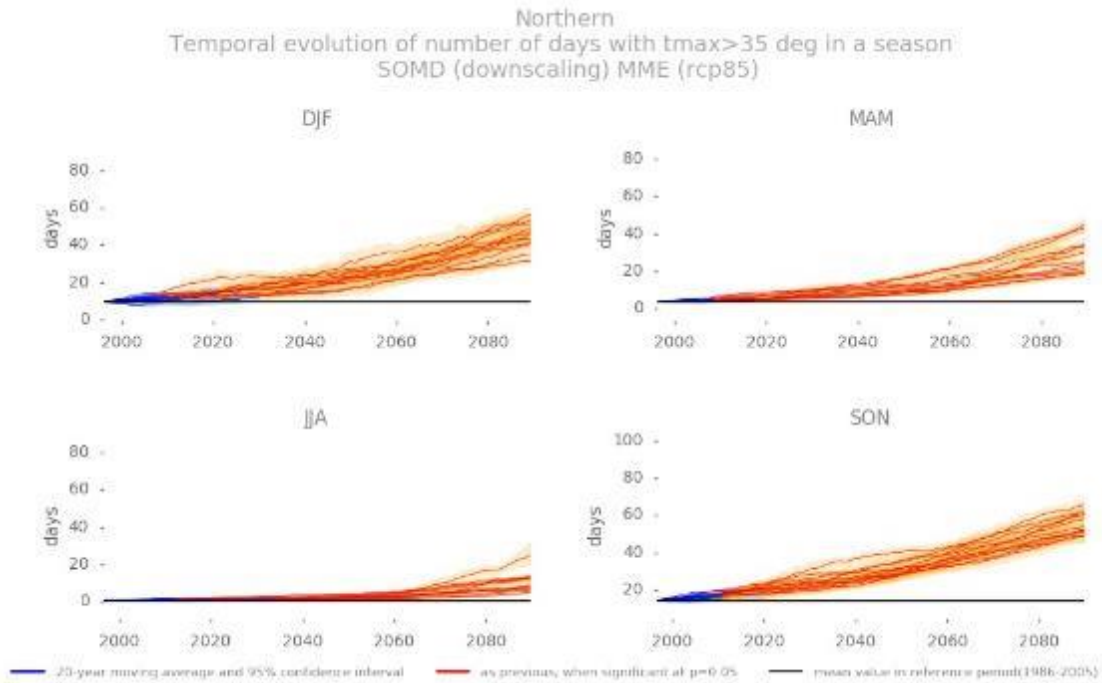 Northern
Temporal evolution of number of days with tmax>35 deg in a season
SOMD (downscaling) MME (rcp85)
DJF
MAM
80
60
40
20
0
days
2000 2020 2040 2060 2080
80
60
40
20
0
days
2000 2020 2040 2060 2080
JJA
SON
80
60
40
20
0
days
2000 2020 2040 2060 2080
100
80
60
40
20
days
2000 2020 2040 2060 2080
20-year moving average and 95% confidence interval
as previous, when significant at p=0.05
mean value in reference period(1986-2005)